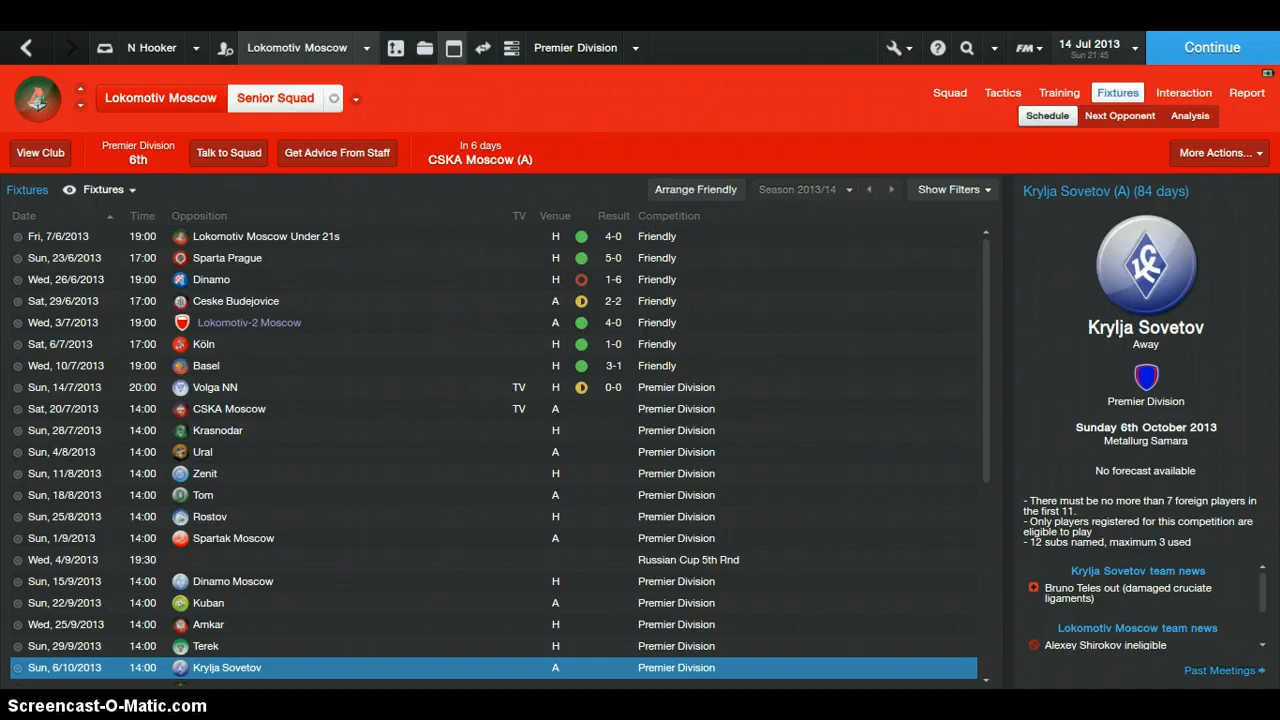 N Hooker Lokomotiv Moscow Premier Division FM 14 Jul 2013 Continue
Sun 21:45
Lokomotiv Moscow Senior Squad Squad Tactics Training Fixtures Interaction Report
Schedule Next Opponent Analysis
View Club Premier Division Talk to Squad Get Advice From Staff In 6 days More Actions...
6th CSKA Moscow (A)
Fixtures Fixtures Arrange Friendly Season 2013/14 Show Filters
Date Time Opposition TV Venue Result Competition
Fri, 7/6/2013 19:00 Lokomotiv Moscow Under 21s H 4-0 Friendly
Sun, 23/6/2013 17:00 Sparta Prague H 5-0 Friendly
Wed, 26/6/2013 19:00 Dinamo H 1-6 Friendly
Sat, 29/6/2013 17:00 Ceske Budejovice A 2-2 Friendly
Wed, 3/7/2013 19:00 Lokomotiv-2 Moscow A 4-0 Friendly
Sat, 6/7/2013 17:00 Köln H 1-0 Friendly
Wed, 10/7/2013 19:00 Basel H 3-1 Friendly
Sun, 14/7/2013 20:00 Volga NN TV H 0-0 Premier Division
Sat, 20/7/2013 14:00 CSKA Moscow TV A Premier Division
Sun, 28/7/2013 14:00 Krasnodar H Premier Division
Sun, 4/8/2013 14:00 Ural A Premier Division
Sun, 11/8/2013 14:00 Zenit H Premier Division
Sun, 18/8/2013 14:00 Tom A Premier Division
Sun, 25/8/2013 14:00 Rostov H Premier Division
Sun, 1/9/2013 14:00 Spartak Moscow A Premier Division
Wed, 4/9/2013 19:30 Russian Cup 5th Rnd
Sun, 15/9/2013 14:00 Dinamo Moscow H Premier Division
Sun, 22/9/2013 14:00 Kuban A Premier Division
Wed, 25/9/2013 14:00 Amkar H Premier Division
Sun, 29/9/2013 14:00 Terek H Premier Division
Sun, 6/10/2013 14:00 Krylja Sovetov A Premier Division
Krylja Sovetov (A) (84 days)
Krylja Sovetov
Away
Premier Division
Sunday 6th October 2013
Metallurg Samara
No forecast available
- There must be no more than 7 foreign players in
the first 11.
- Only players registered for this competition are
eligible to play
- 12 subs named, maximum 3 used
Krylja Sovetov team news
Bruno Teles out (damaged cruciate
ligaments)
Lokomotiv Moscow team news
Alexey Shirokov ineligible
Past Meetings
Screencast-O-Matic.com